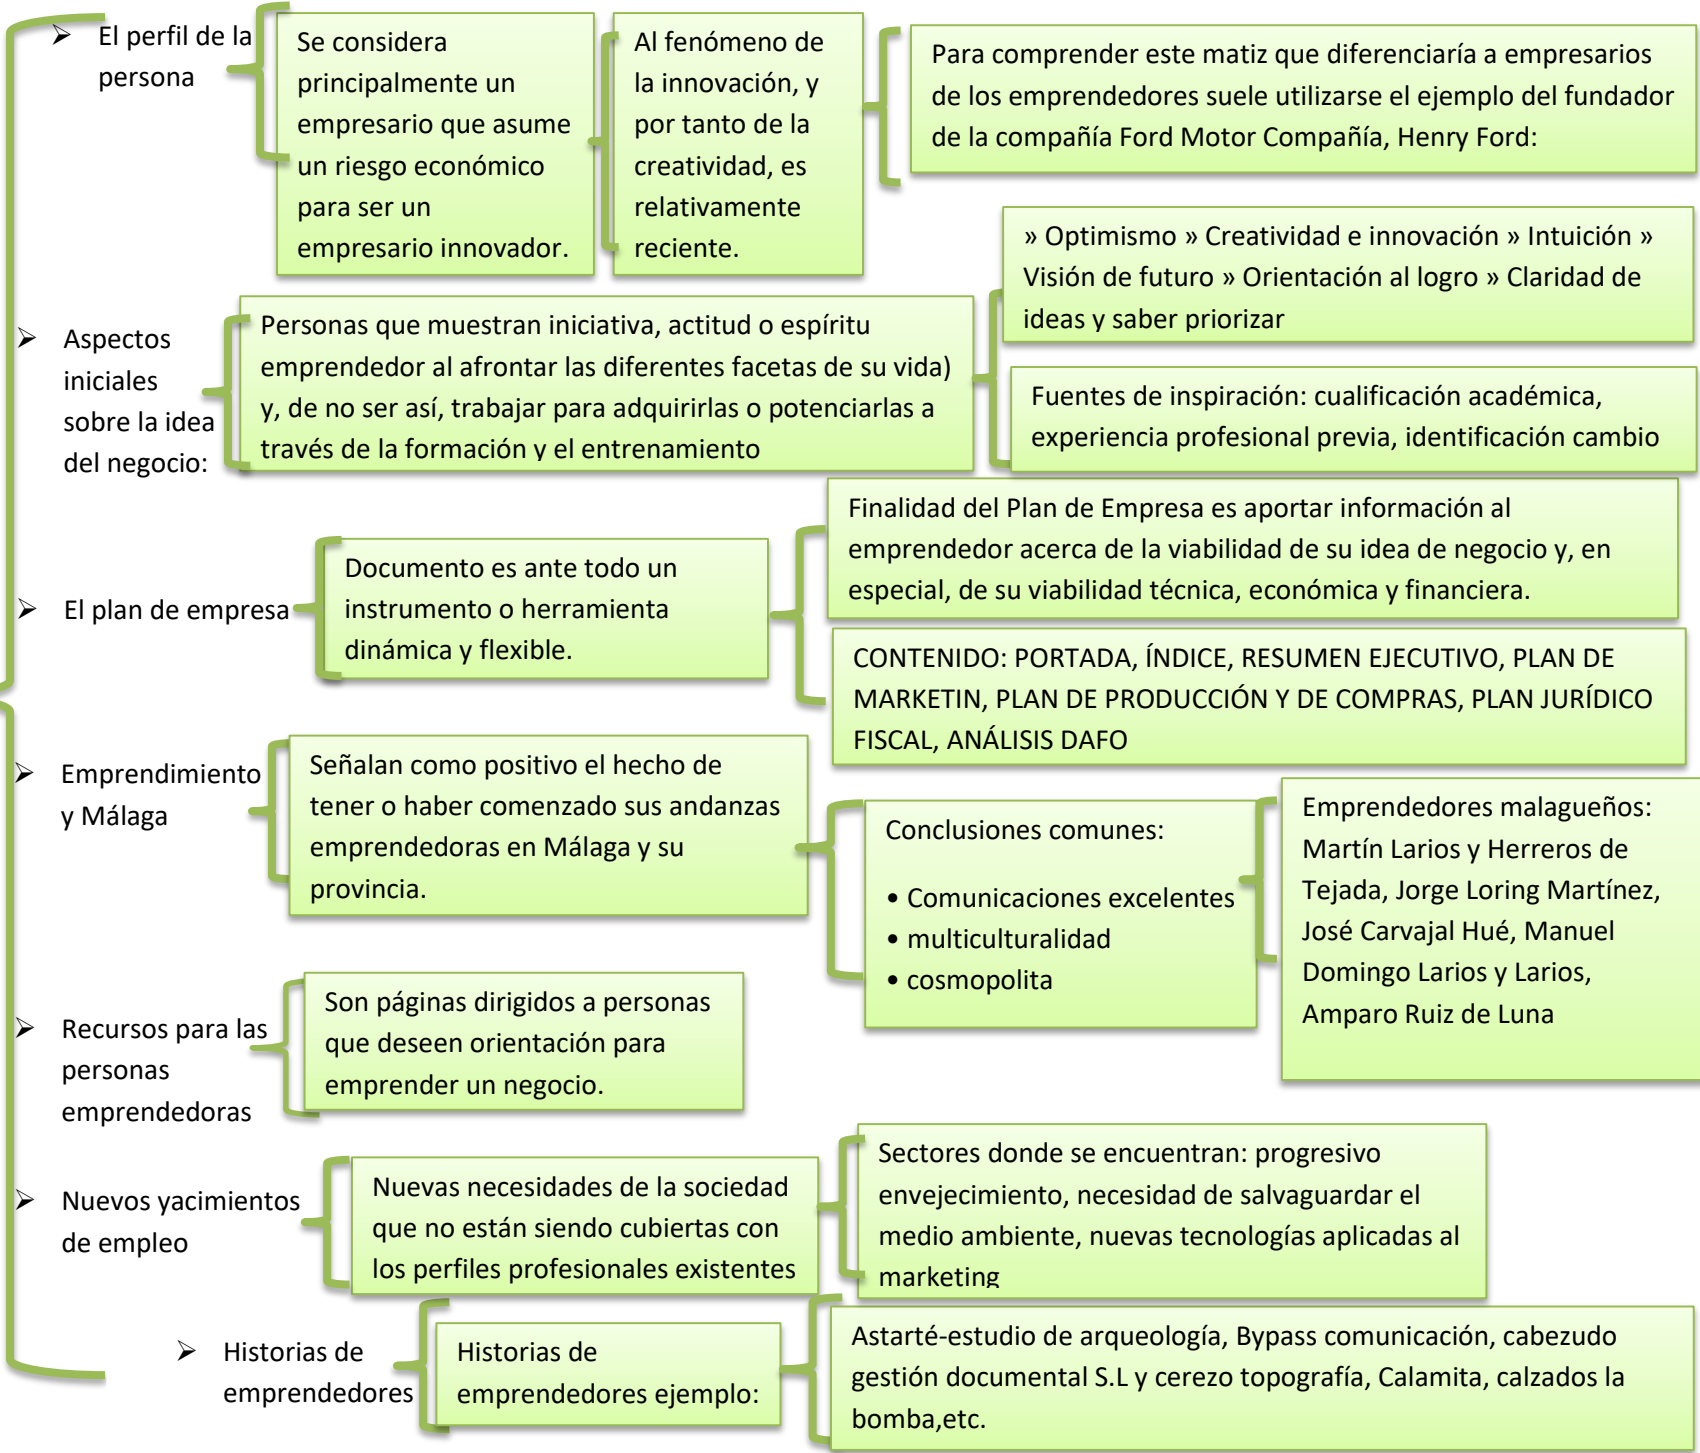 ➢ El perfil de la
persona
Se considera
principalmente un
empresario que asume
un riesgo económico
para ser un
empresario innovador.
Al fenómeno de
la innovación, y
por tanto de la
creatividad, es
relativamente
reciente.
Para comprender este matiz que diferenciaría a empresarios
de los emprendedores suele utilizarse el ejemplo del fundador
de la compañía Ford Motor Compañía, Henry Ford:
➢ Aspectos
iniciales
sobre la idea
del negocio:
Personas que muestran iniciativa, actitud o espíritu
emprendedor al afrontar las diferentes facetas de su vida)
y, de no ser así, trabajar para adquirirlas o potenciarlas a
través de la formación y el entrenamiento
» Optimismo » Creatividad e innovación » Intuición »
Visión de futuro » Orientación al logro » Claridad de
ideas y saber priorizar
Fuentes de inspiración: cualificación académica,
experiencia profesional previa, identificación cambio
➢ El plan de empresa
Documento es ante todo un
instrumento o herramienta
dinámica y flexible.
Finalidad del Plan de Empresa es aportar información al
emprendedor acerca de la viabilidad de su idea de negocio y, en
especial, de su viabilidad técnica, económica y financiera.
CONTENIDO: PORTADA, ÍNDICE, RESUMEN EJECUTIVO, PLAN DE
MARKETIN, PLAN DE PRODUCCIÓN Y DE COMPRAS, PLAN JURÍDICO
FISCAL, ANÁLISIS DAFO
➢ Emprendimiento
y Málaga
Señalan como positivo el hecho de
tener o haber comenzado sus andanzas
emprendedoras en Málaga y su
provincia.
Conclusiones comunes:
• Comunicaciones excelentes
• multiculturalidad
• cosmopolita
Emprendedores malagueños:
Martín Larios y Herreros de
Tejada, Jorge Loring Martínez,
José Carvajal Hué, Manuel
Domingo Larios y Larios,
Amparo Ruiz de Luna
➢ Recursos para las
personas
emprendedoras
Son páginas dirigidos a personas
que deseen orientación para
emprender un negocio.
➢ Nuevos yacimientos
de empleo
Nuevas necesidades de la sociedad
que no están siendo cubiertas con
los perfiles profesionales existentes
Sectores donde se encuentran: progresivo
envejecimiento, necesidad de salvaguardar el
medio ambiente, nuevas tecnologías aplicadas al
marketing
➢ Historias de
emprendedores
Historias de
emprendedores ejemplo:
Astarté-estudio de arqueología, Bypass comunicación, cabezudo
gestión documental S.L y cerezo topografía, Calamita, calzados la
bomba,etc.